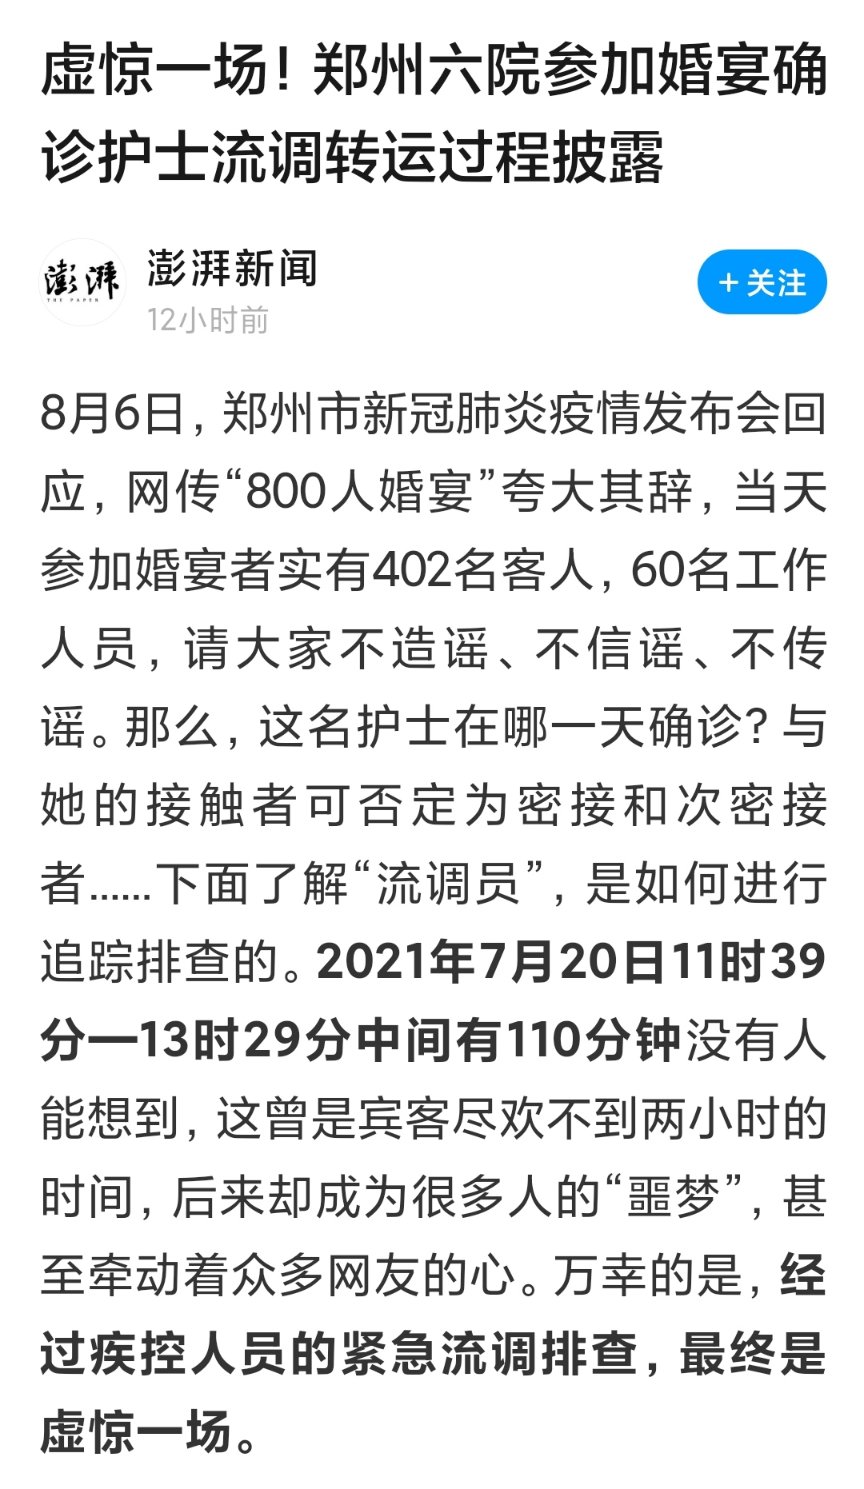 虚惊一场！郑州六院参加婚宴确
诊护士流调转运过程披露
澎湃
THE PAPER
澎湃新闻
12小时前
+ 关注
8月6日，郑州市新冠肺炎疫情发布会回
应，网传“800人婚宴”夸大其辞，当天
参加婚宴者实有402名客人，60名工作
人员，请大家不造谣、不信谣、不传
谣。那么，这名护士在哪一天确诊？与
她的接触者可否定为密接和次密接
者......下面了解“流调员”，是如何进行
追踪排查的。2021年7月20日11时39
分—13时29分中间有110分钟没有人
能想到，这曾是宾客尽欢不到两小时的
时间，后来却成为很多人的“噩梦”，甚
至牵动着众多网友的心。万幸的是，经
过疾控人员的紧急流调排查，最终是
虚惊一场。